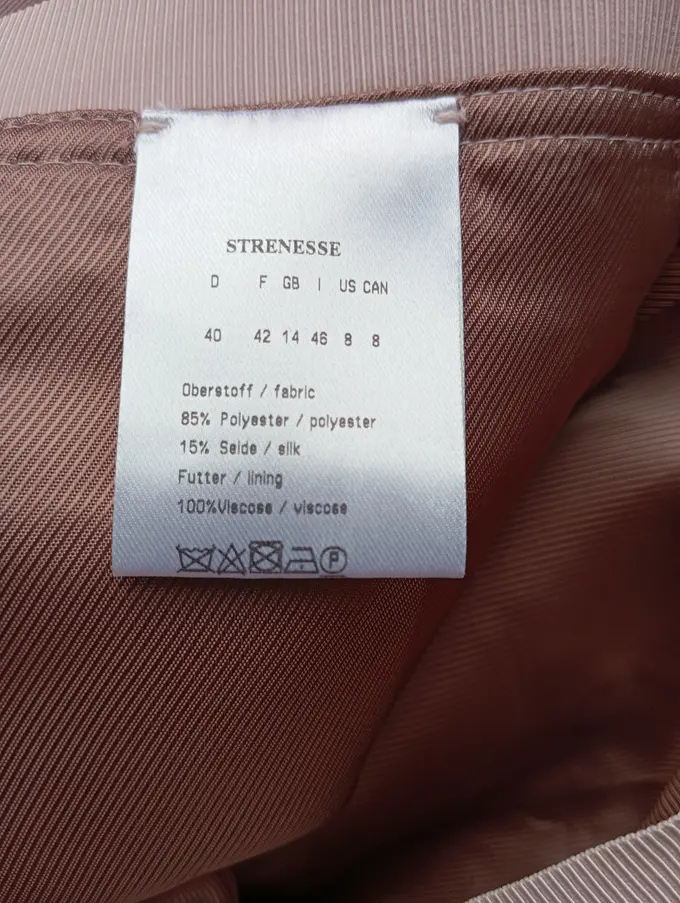 STRENESSE
D F GB I US CAN
40 42 14 46 8 8
Oberstoff / fabric
85% Polyester / polyester
15% Seide / silk
Futter / lining
100%Viscose / viscose
P